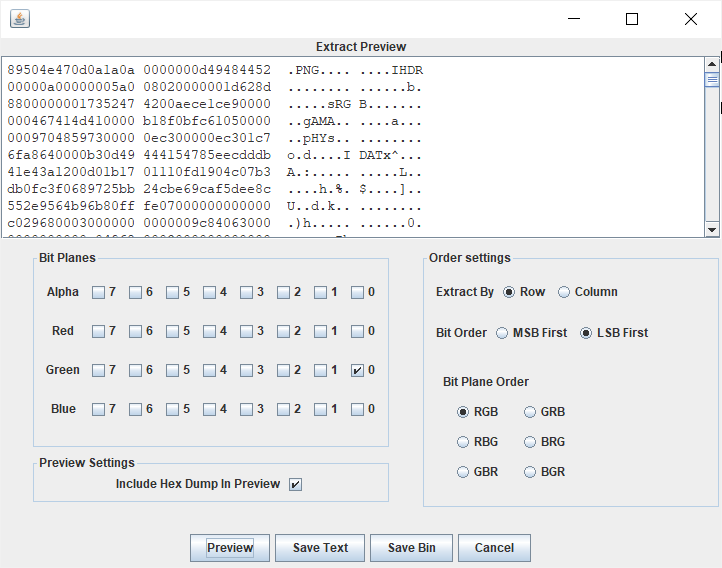 Extract Preview
89504e470d0a1a0a 0000000d49484452 .PNG.... ....IHDR
00000a00000005a0 08020000001d628d ........ ......b.
8800000001735247 4200aece1ce90000 .....sRG B.......
000467414d410000 b18f0bfc61050000 ..gAMA.. ....a...
0009704859730000 0ec300000ec301c7 ..pHYs.. ........
6fa8640000b30d49 444154785eecdddb o.d....I DATx^...
41e43a1200d01b17 01110fd1904c07b3 A.:..... .....L..
db0fc3f0689725bb 24cbe69caf5dee8c ....h.%. $....]..
552e9564b96b80ff fe07000000000000 U..d.k.. ........
c029680003000000 0000009c84063000 .)h..... ......0.
Bit Planes
Alpha 7 6 5 4 3 2 1 0
Red 7 6 5 4 3 2 1 0
Green 7 6 5 4 3 2 1 0
Blue 7 6 5 4 3 2 1 0
Preview Settings
Include Hex Dump In Preview
Order settings
Extract By Row Column
Bit Order MSB First LSB First
Bit Plane Order
RGB GRB
RBG BRG
GBR BGR
Preview Save Text Save Bin Cancel